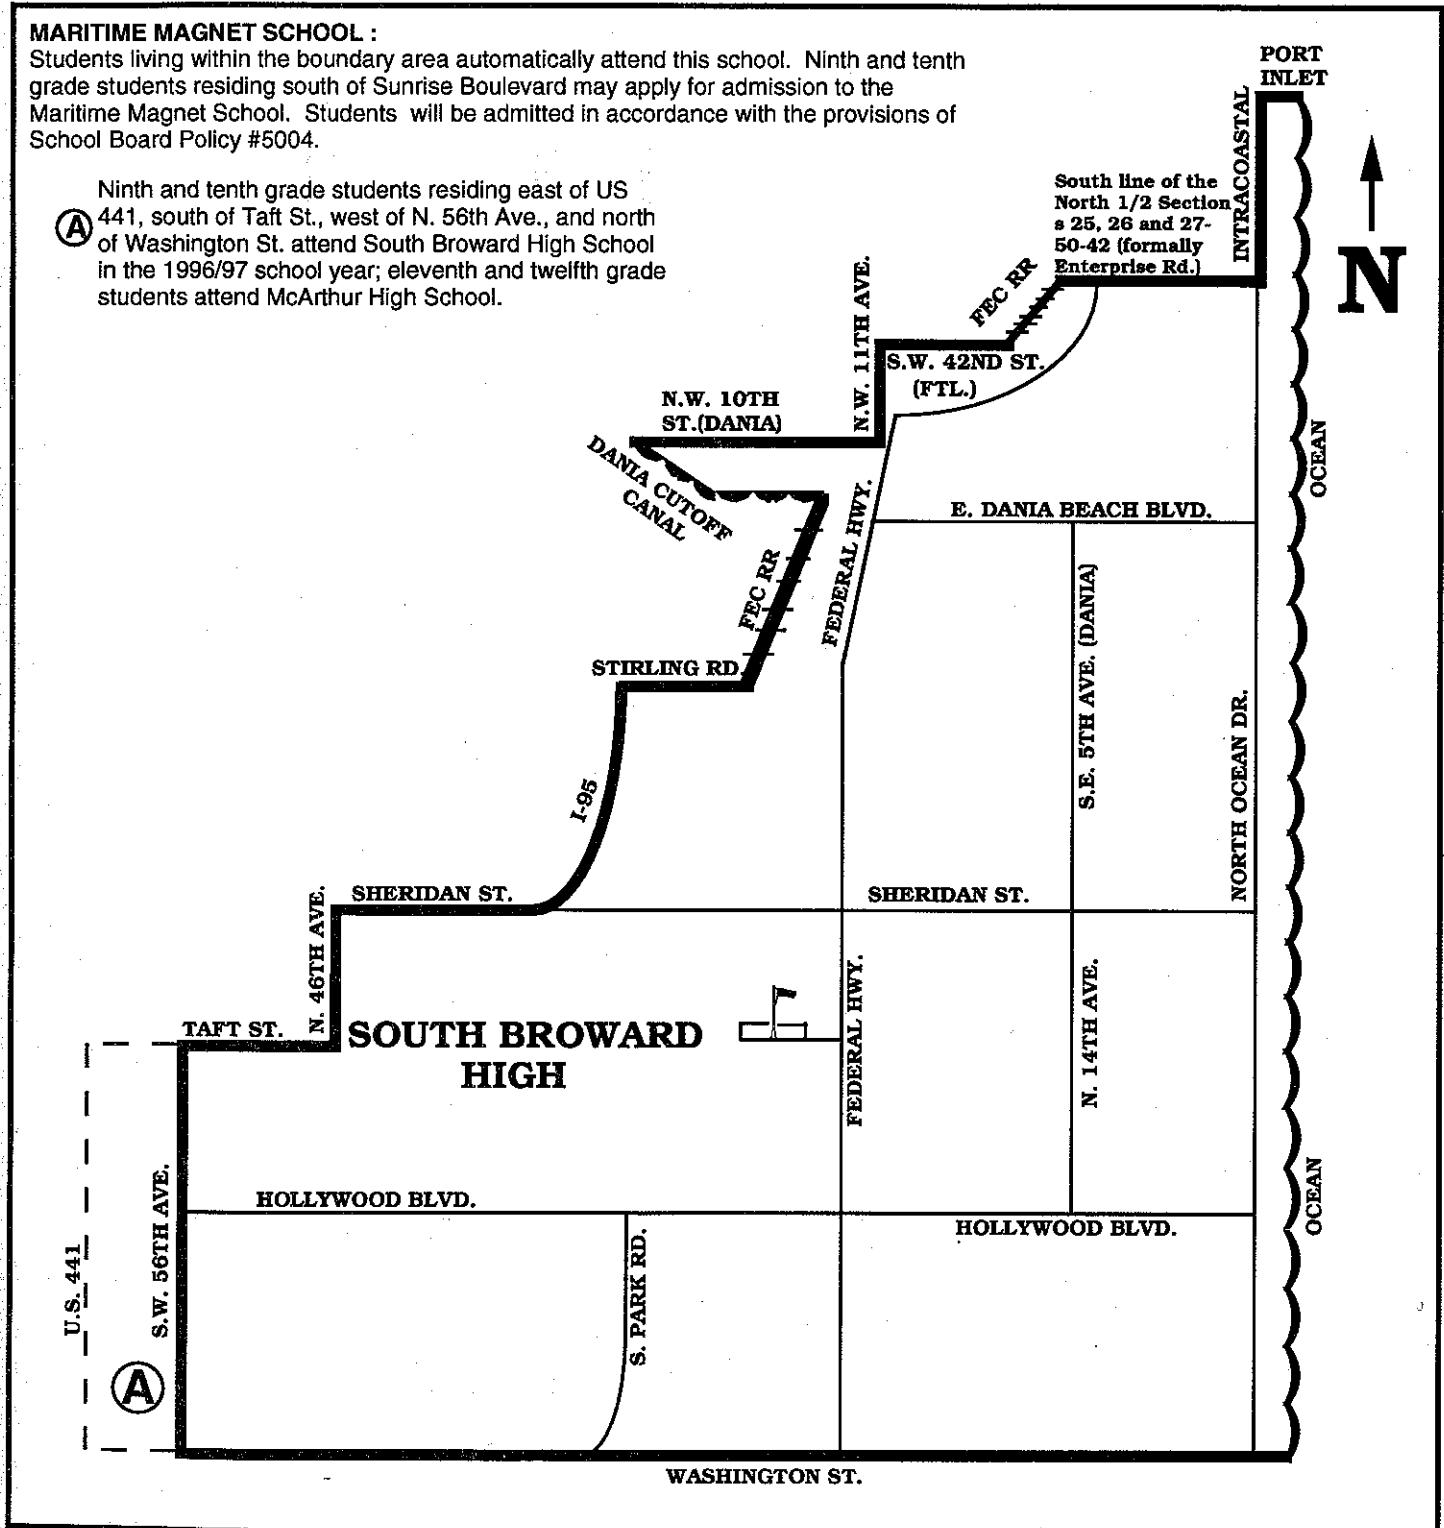 MARITIME MAGNET SCHOOL :
Students living within the boundary area automatically attend this school. Ninth and tenth
grade students residing south of Sunrise Boulevard may apply for admission to the
Maritime Magnet School. Students will be admitted in accordance with the provisions of
School Board Policy #5004.
A
Ninth and tenth grade students residing east of US
441, south of Taft St., west of N. 56th Ave., and north
of Washington St. attend South Broward High School
in the 1996/97 school year; eleventh and twelfth grade
students attend McArthur High School.
PORT
INLET
INTRACOASTAL
N
South line of the
North 1/2 Section
s 25, 26 and 27-
50-42 (formally
Enterprise Rd.)
FEC RR
N.W. 11TH AVE.
S.W. 42ND ST.
(FTL.)
N.W. 10TH
ST.(DANIA)
DANIA CUTOFF
CANAL
OCEAN
E. DANIA BEACH BLVD.
FEDERAL HWY.
FEC RR
S.E. 5TH AVE. (DANIA)
STIRLING RD.
NORTH OCEAN DR.
I-95
SHERIDAN ST.
SHERIDAN ST.
N. 46TH AVE.
TAFT ST.
SOUTH BROWARD
HIGH
FEDERAL HWY.
N. 14TH AVE.
HOLLYWOOD BLVD.
HOLLYWOOD BLVD.
OCEAN
U.S. 441
S.W. 56TH AVE.
S. PARK RD.
A
WASHINGTON ST.